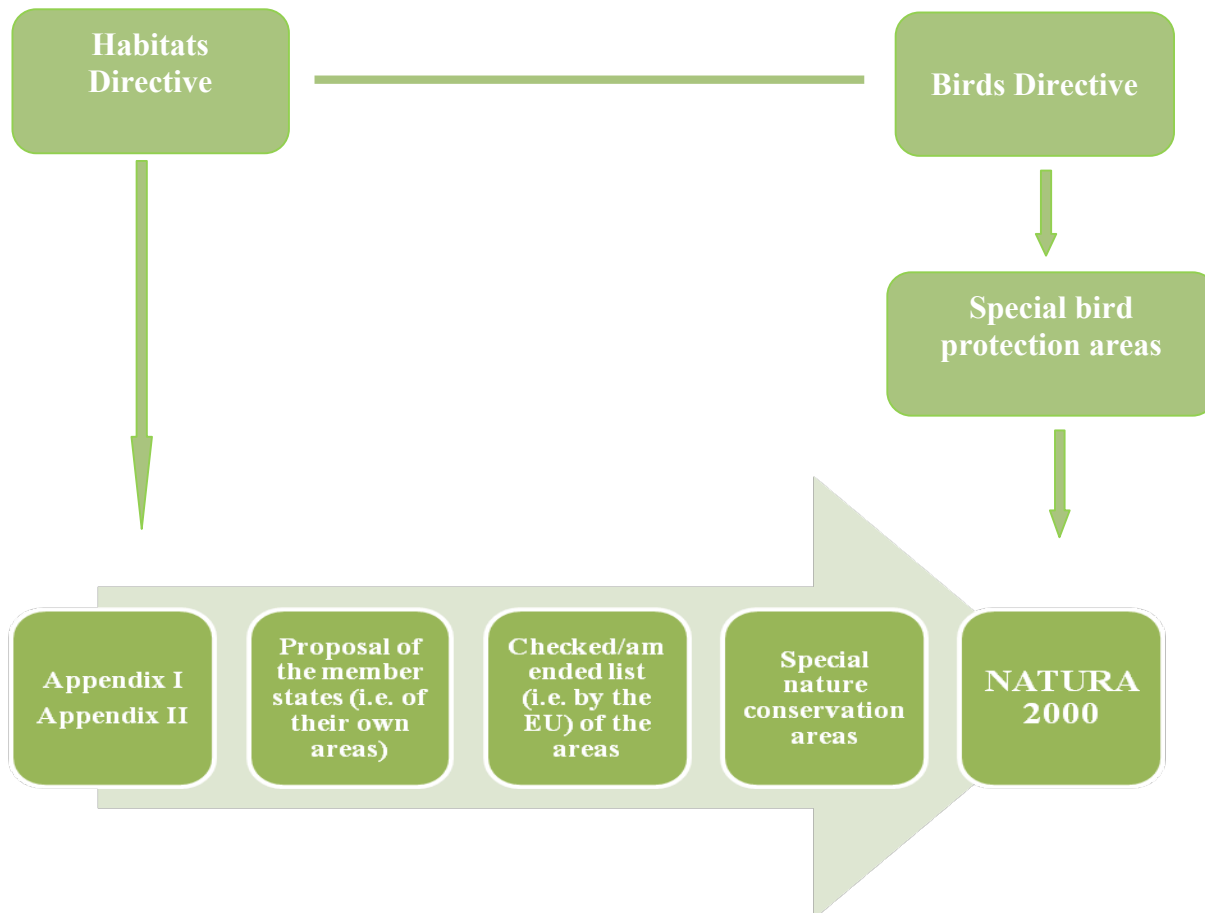 Habitats
Directive
Birds Directive
Special bird
protection areas
Appendix I
Appendix II
Proposal of
the member
states (i.e. of
their own
areas)
Checked/am
ended list
(i.e. by the
EU) of the
areas
Special
nature
conservation
areas
NATURA
2000